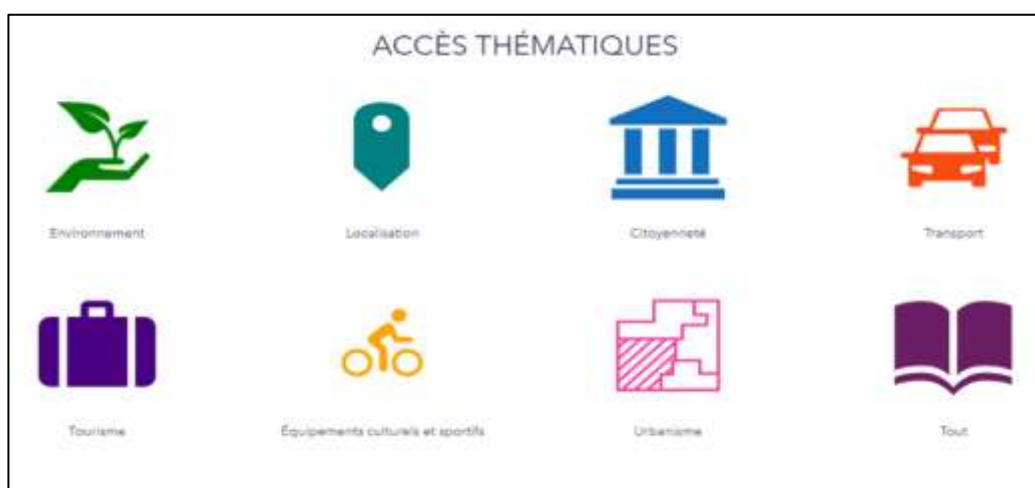 ACCÈS THÉMATIQUES
Environnement
Localisation
Citoyenneté
Transport
Tourisme
Équipements culturels et sportifs
Urbanisme
Tout